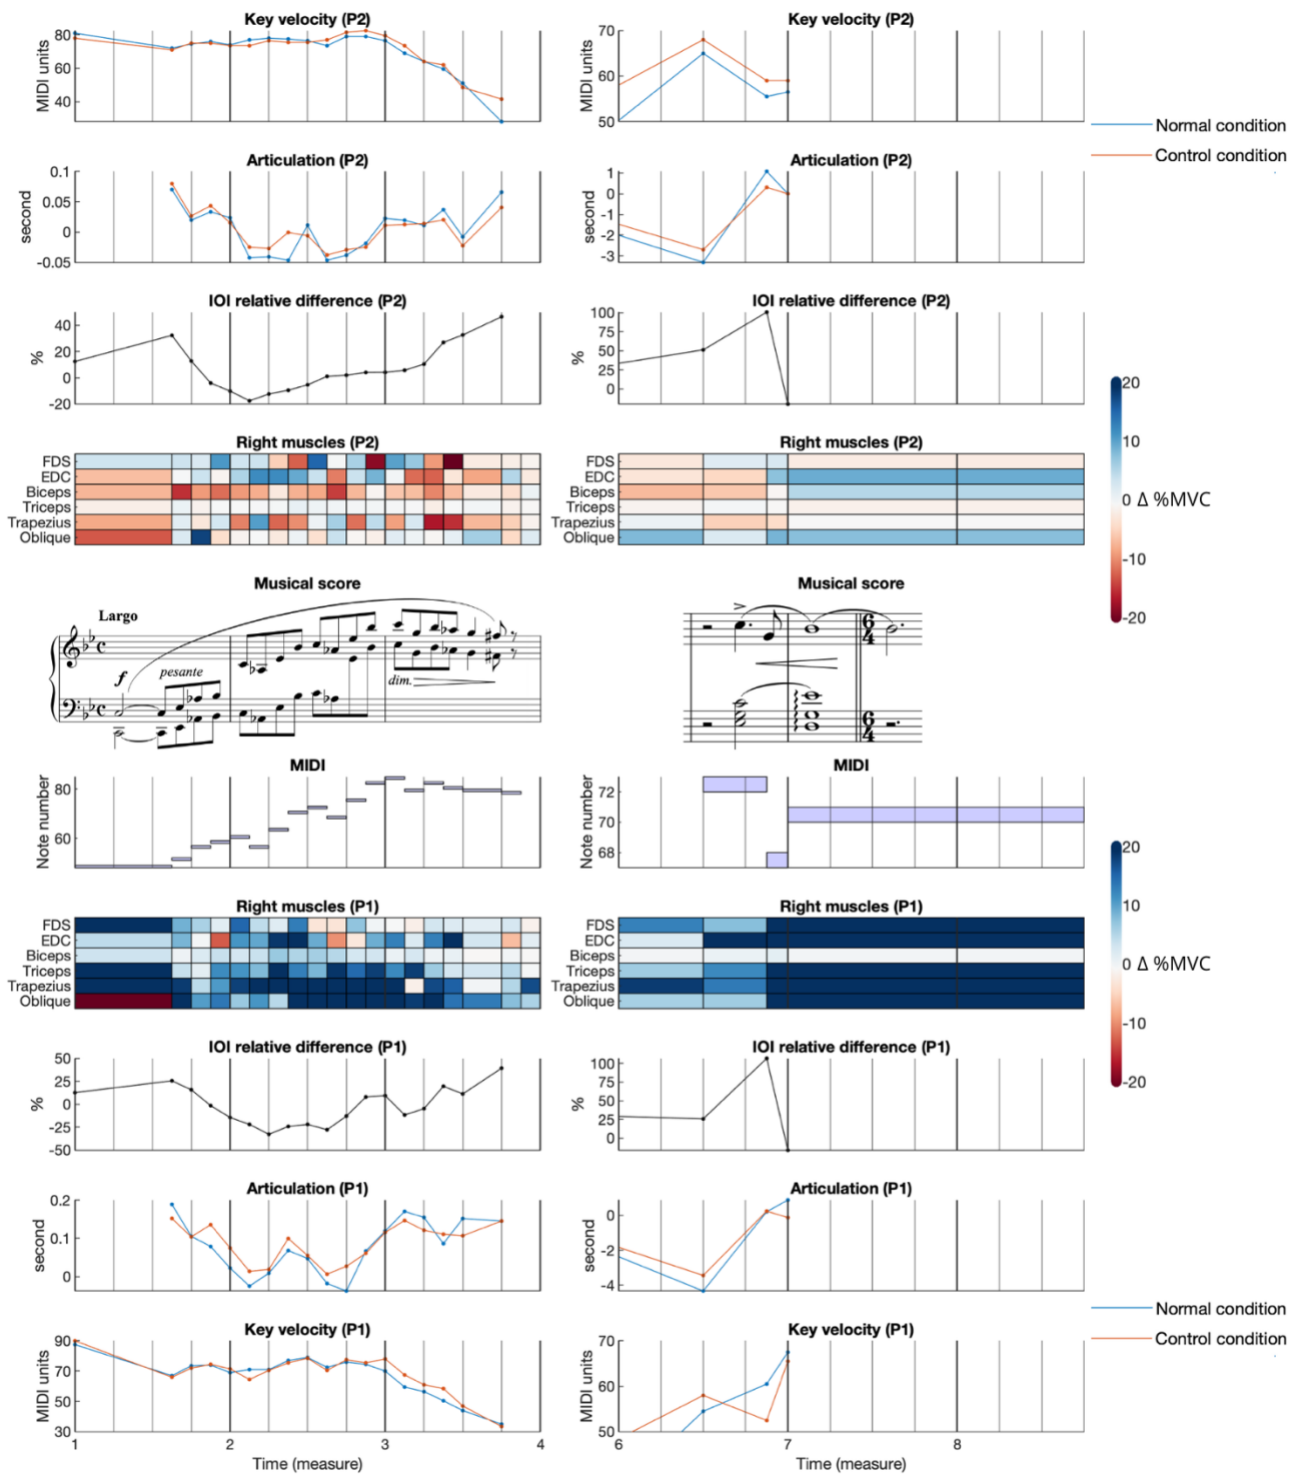 Key velocity (P2) Key velocity (P2)
MIDI units 80 60 40 MIDI units 70 60 50
Normal condition
Control condition
Articulation (P2) Articulation (P2)
second 0.1 0.05 0 -0.05 second 1 0 -1 -2 -3
IOI relative difference (P2) IOI relative difference (P2)
% 40 20 0 -20 % 100 75 50 25 0
Right muscles (P2) Right muscles (P2)
FDS FDS
EDC EDC
Biceps Biceps
Triceps Triceps
Trapezius Trapezius
Oblique Oblique
20 10 0 -10 -20 Δ %MVC
Musical score Musical score
Largo
f pesante
dim.
6 4
6 4
MIDI MIDI
Note number 80 60 Note number 72 70 68
Right muscles (P1) Right muscles (P1)
FDS FDS
EDC EDC
Biceps Biceps
Triceps Triceps
Trapezius Trapezius
Oblique Oblique
20 10 0 -10 -20 Δ %MVC
IOI relative difference (P1) IOI relative difference (P1)
% 50 25 0 -25 -50 % 100 75 50 25 0
Articulation (P1) Articulation (P1)
second 0.2 0.1 0 second 0 -2 -4
Normal condition
Control condition
Key velocity (P1) Key velocity (P1)
MIDI units 90 70 50 30 MIDI units 70 60 50
1 2 3 4 6 7 8
Time (measure) Time (measure)